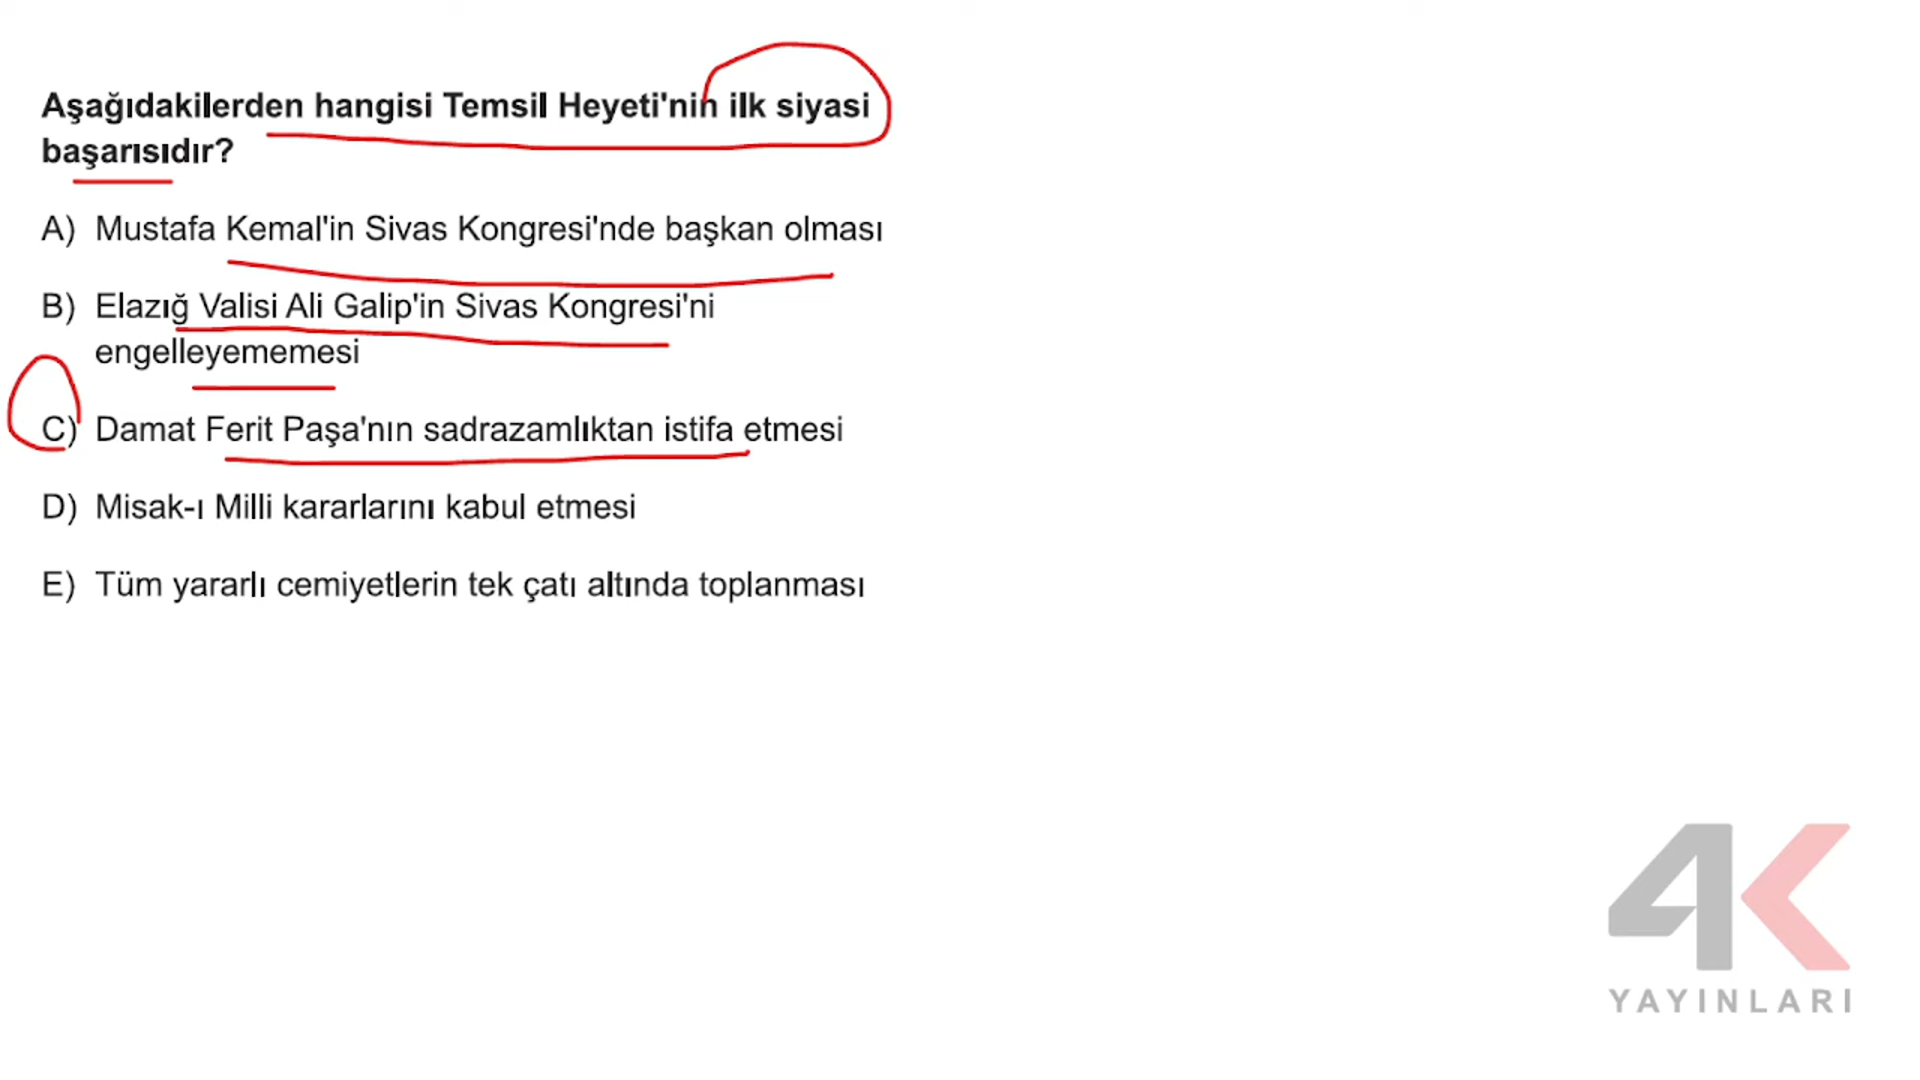 Aşağıdakilerden hangisi Temsil Heyeti'nin ilk siyasi
başarısıdır?
A) Mustafa Kemal'in Sivas Kongresi'nde başkan olması
B) Elazığ Valisi Ali Galip'in Sivas Kongresi'ni
engelleyememesi
C) Damat Ferit Paşa'nın sadrazamlıktan istifa etmesi
D) Misak-ı Milli kararlarını kabul etmesi
E) Tüm yararlı cemiyetlerin tek çatı altında toplanması
4K
YAYINLARI